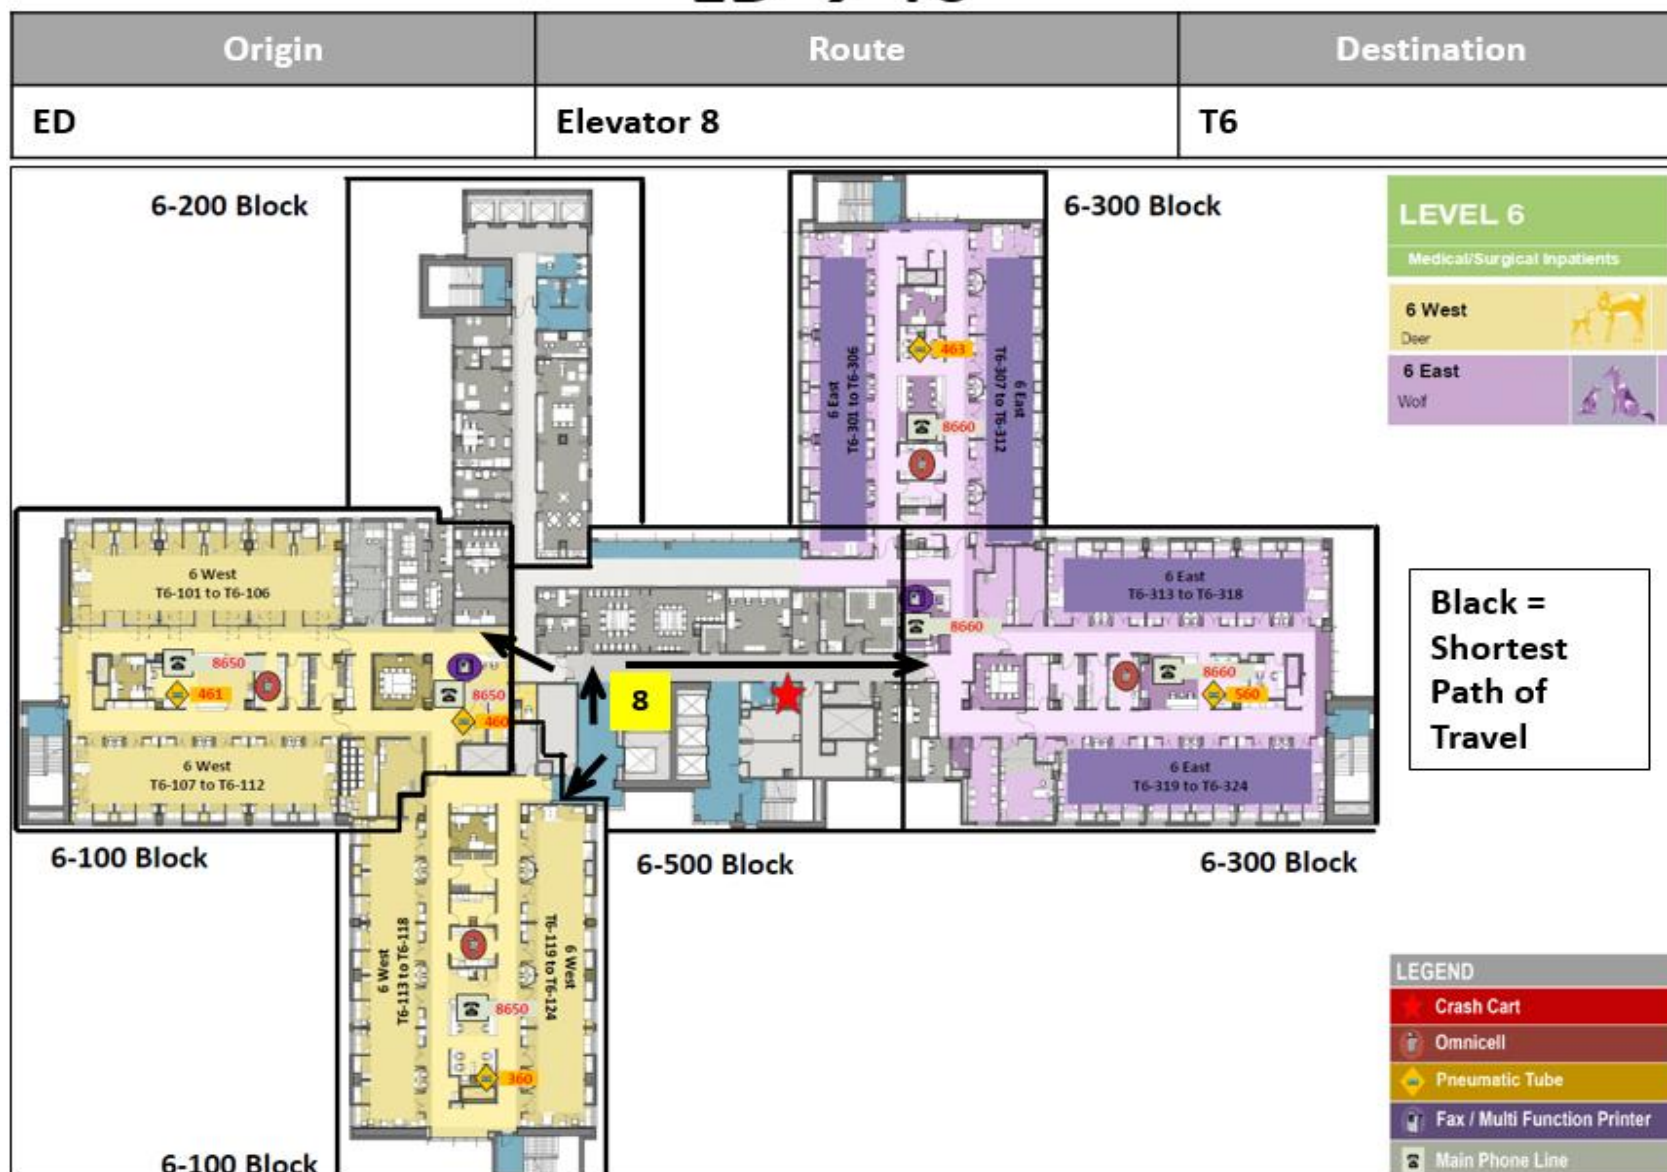 Origin
Route
Destination
ED
Elevator 8
T6
6-200 Block
6-300 Block
LEVEL 6
Medical/Surgical Inpatients
6 West
Deer
6 East
Wolf
6 East
T6-301 to T6-306
6 East
T6-307 to T6-312
463
8660
6 West
T6-101 to T6-106
6 East
T6-313 to T6-318
8660
8650
461
8650
460
8
8660
560
6 West
T6-107 to T6-112
6 East
T6-319 to T6-324
Black =
Shortest
Path of
Travel
6-100 Block
6-500 Block
6-300 Block
6 West
T6-113 to T6-118
6 West
T6-119 to T6-124
8650
360
6-100 Block
LEGEND
Crash Cart
Omnicell
Pneumatic Tube
Fax / Multi Function Printer
Main Phone Line